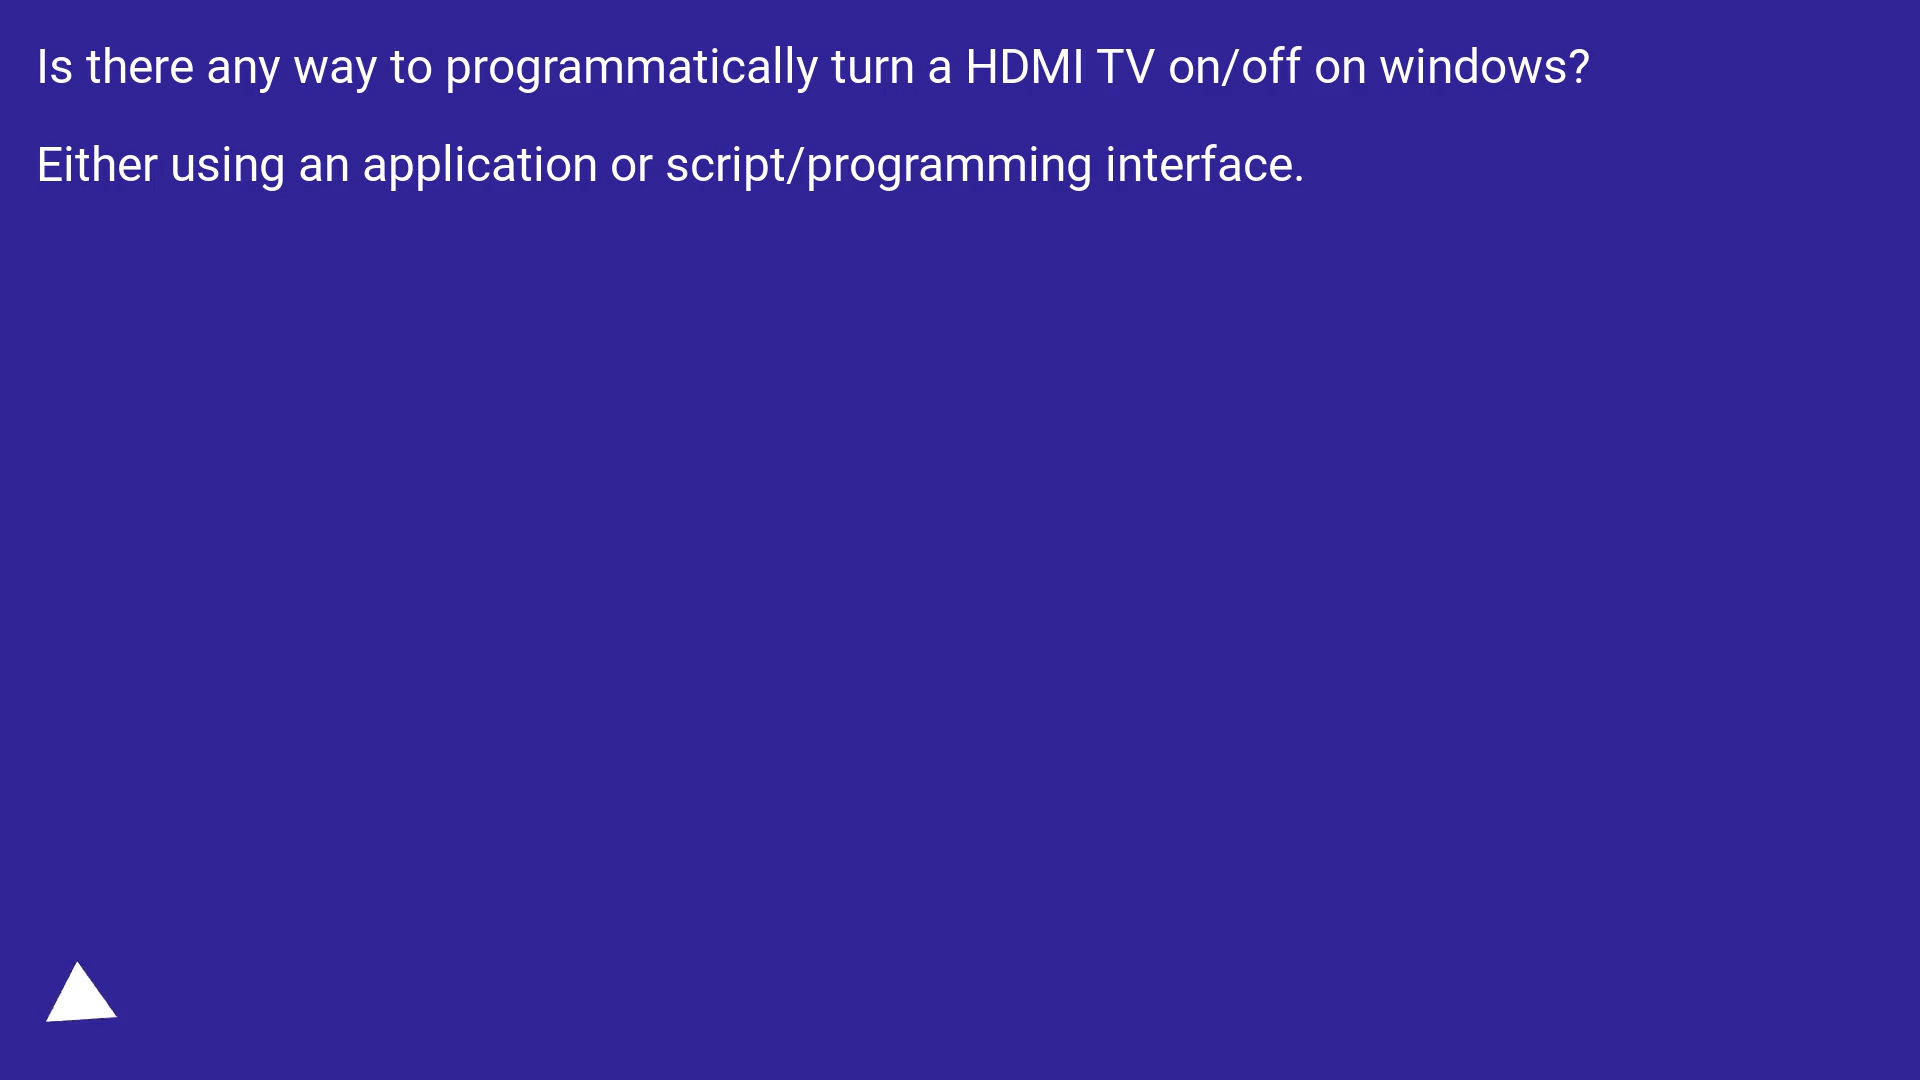 Is there any way to programmatically turn a HDMI TV on/off on windows?
Either using an application or script/programming interface.